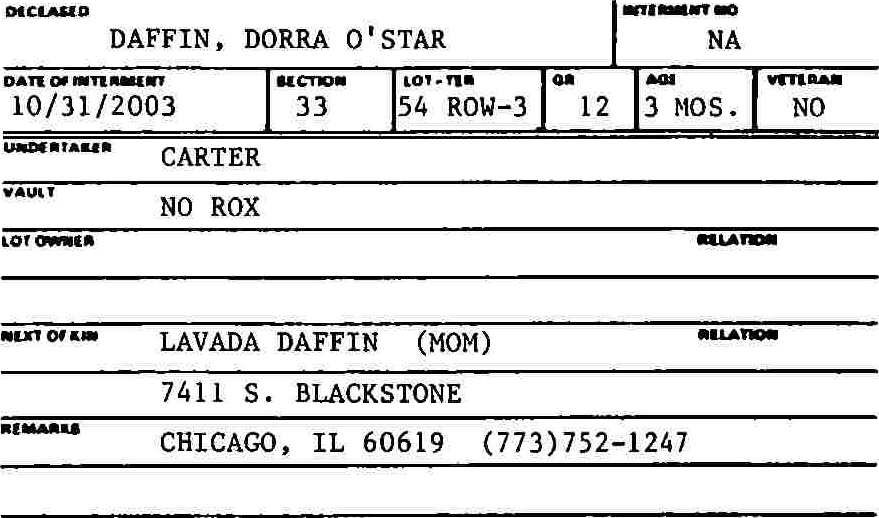 DECEASED INTERMENT NO
DAFFIN, DORRA O'STAR NA
DATE OF INTERMENT SECTION LOT-TER GR AGE VETERAN
10/31/2003 33 54 ROW-3 12 3 MOS. NO
UNDERTAKER CARTER
VAULT NO ROX
LOT OWNER RELATION
NEXT OF KIN LAVADA DAFFIN (MOM) RELATION
7411 S. BLACKSTONE
REMARKS CHICAGO, IL 60619 (773)752-1247